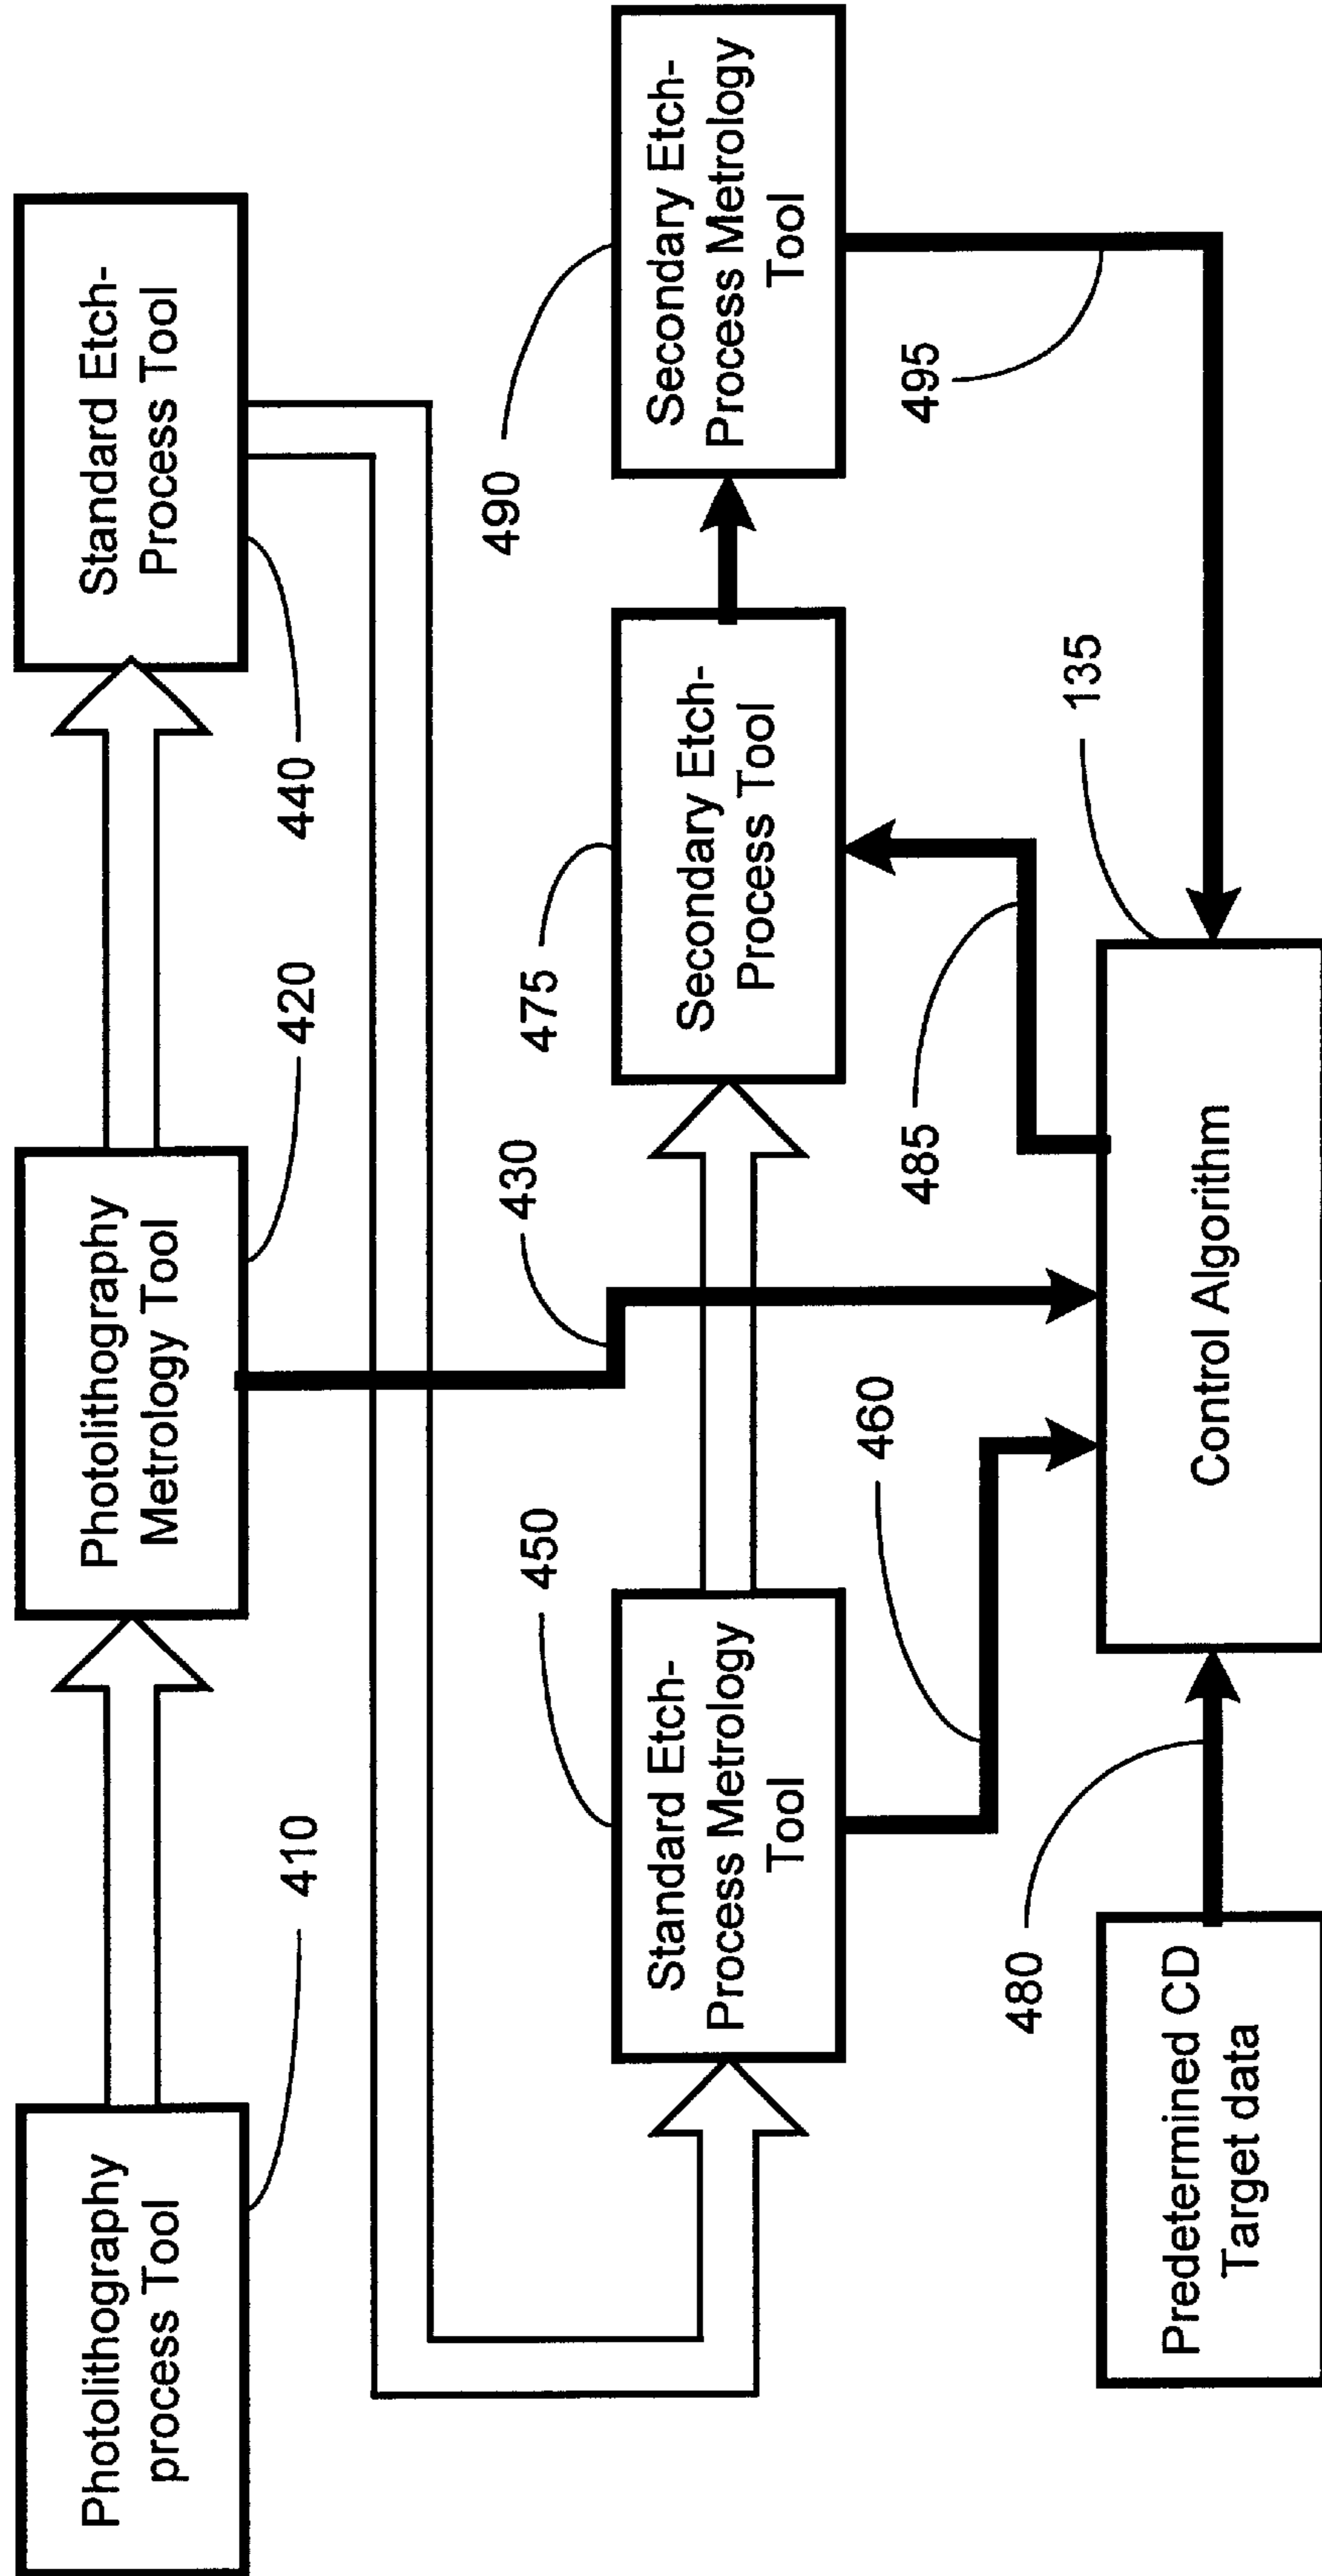 Photolithography
process Tool
410
Photolithography
Metrology Tool
420
Standard Etch-
Process Tool
440
Standard Etch-
Process Metrology
Tool
450
430
Secondary Etch-
Process Tool
475
Secondary Etch-
Process Metrology
Tool
490
460
485
495
Predetermined CD
Target data
480
Control Algorithm
135